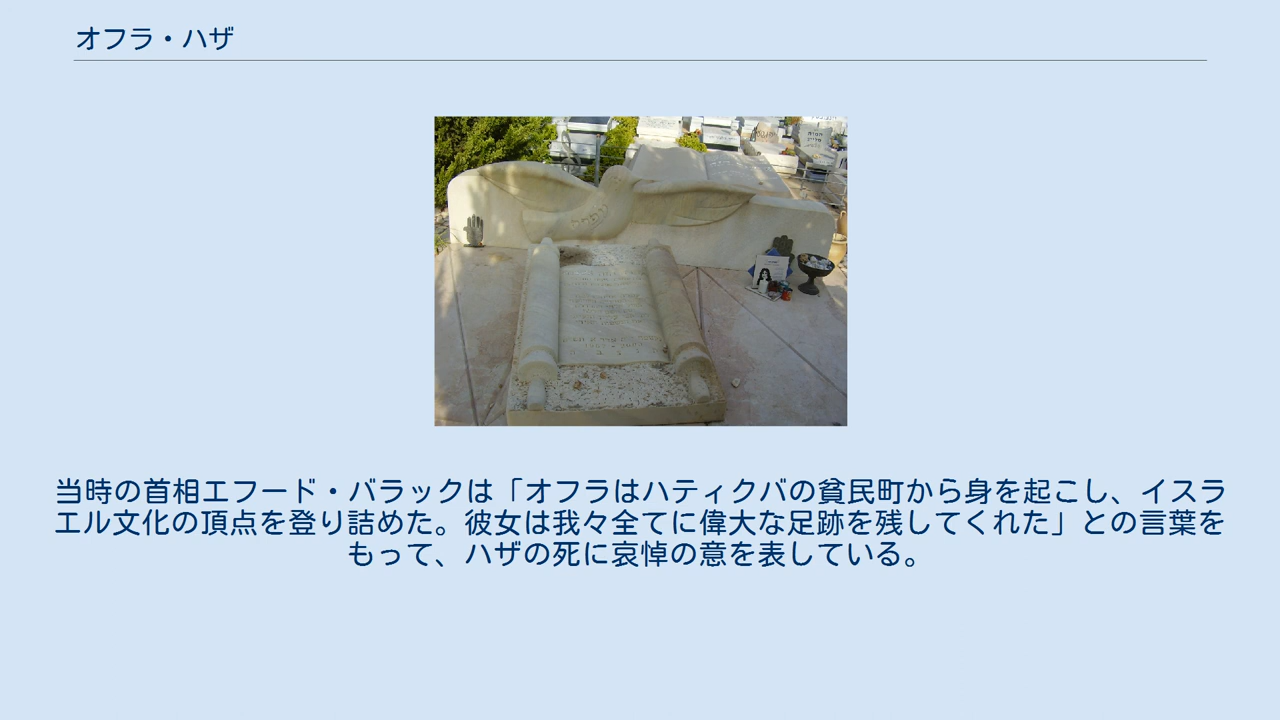 オフラ・ハザ
当時の首相エフード・バラックは「オフラはハティクバの貧民町から身を起こし、イスラ
エル文化の頂点を登り詰めた。彼女は我々全てに偉大な足跡を残してくれた」との言葉を
もって、ハザの死に哀悼の意を表している。